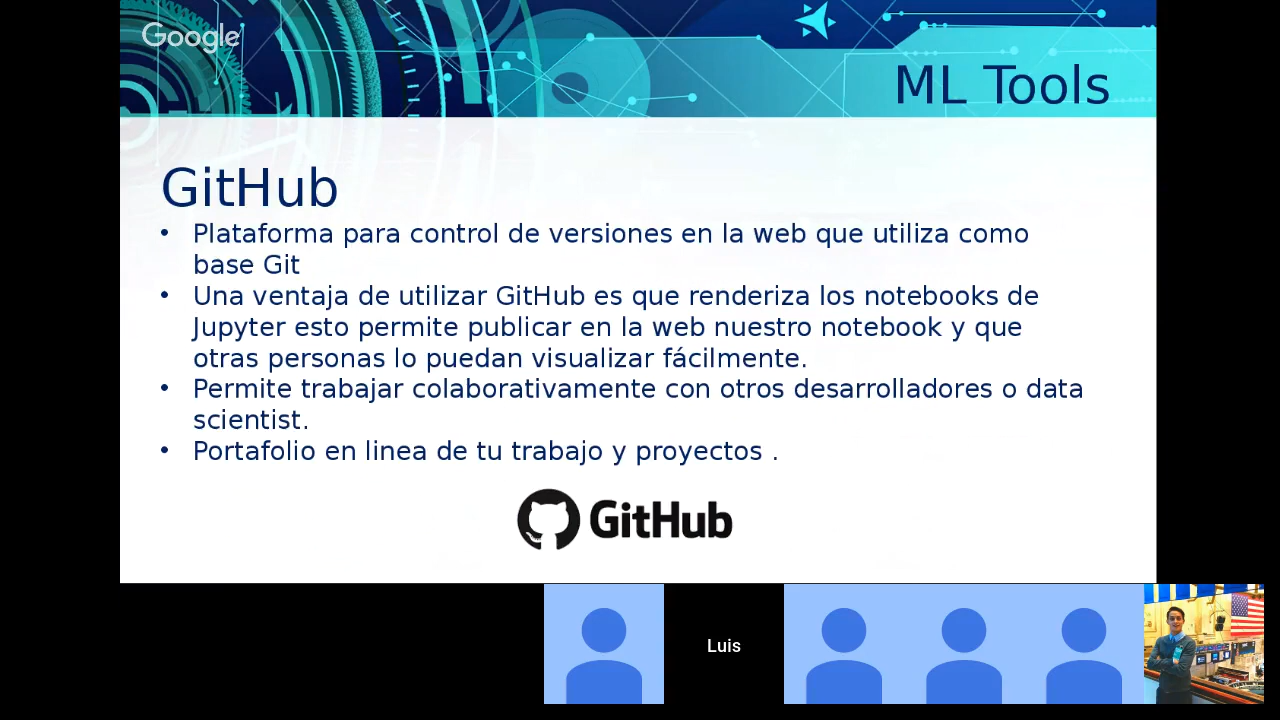 Google
ML Tools
GitHub
• Plataforma para control de versiones en la web que utiliza como
base Git
• Una ventaja de utilizar GitHub es que renderiza los notebooks de
Jupyter esto permite publicar en la web nuestro notebook y que
otras personas lo puedan visualizar fácilmente.
• Permite trabajar colaborativamente con otros desarrolladores o data
scientist.
• Portafolio en linea de tu trabajo y proyectos .
GitHub
Luis